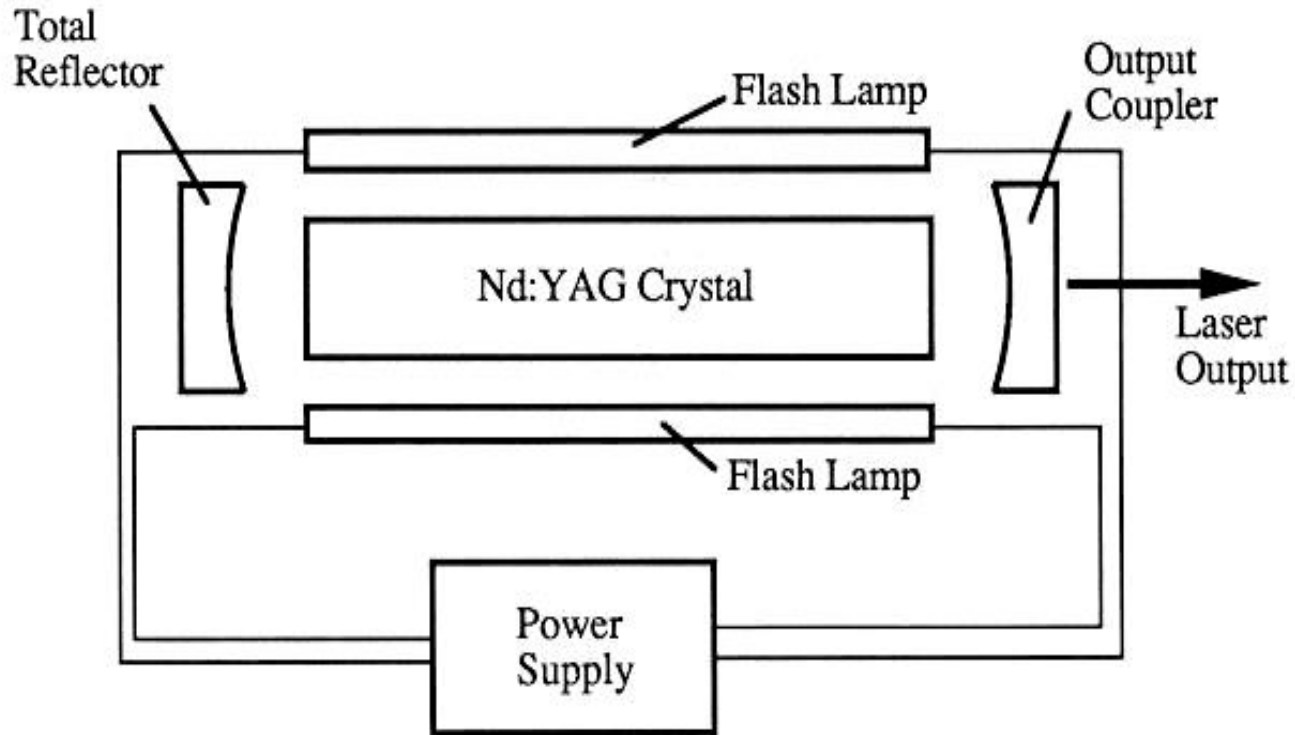 Total
Reflector
Flash Lamp
Output
Coupler
Nd:YAG Crystal
Laser
Output
Flash Lamp
Power
Supply